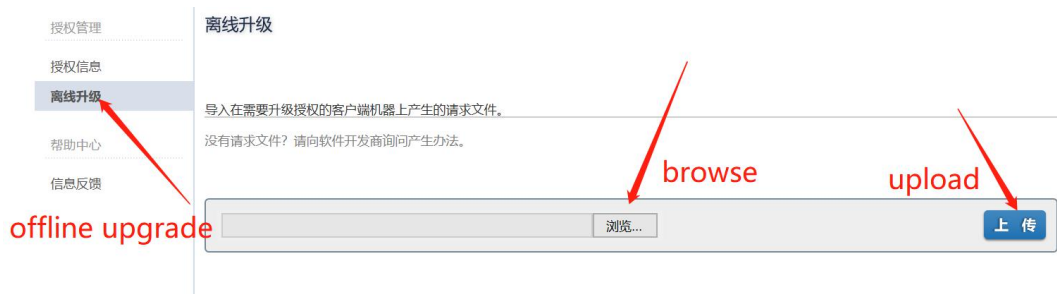 授权管理
授权信息
离线升级
帮助中心
信息反馈
offline upgrade
离线升级
导入在需要升级授权的客户端机器上产生的请求文件。
没有请求文件？请向软件开发商询问产生办法。
browse
upload
浏览...
上 传